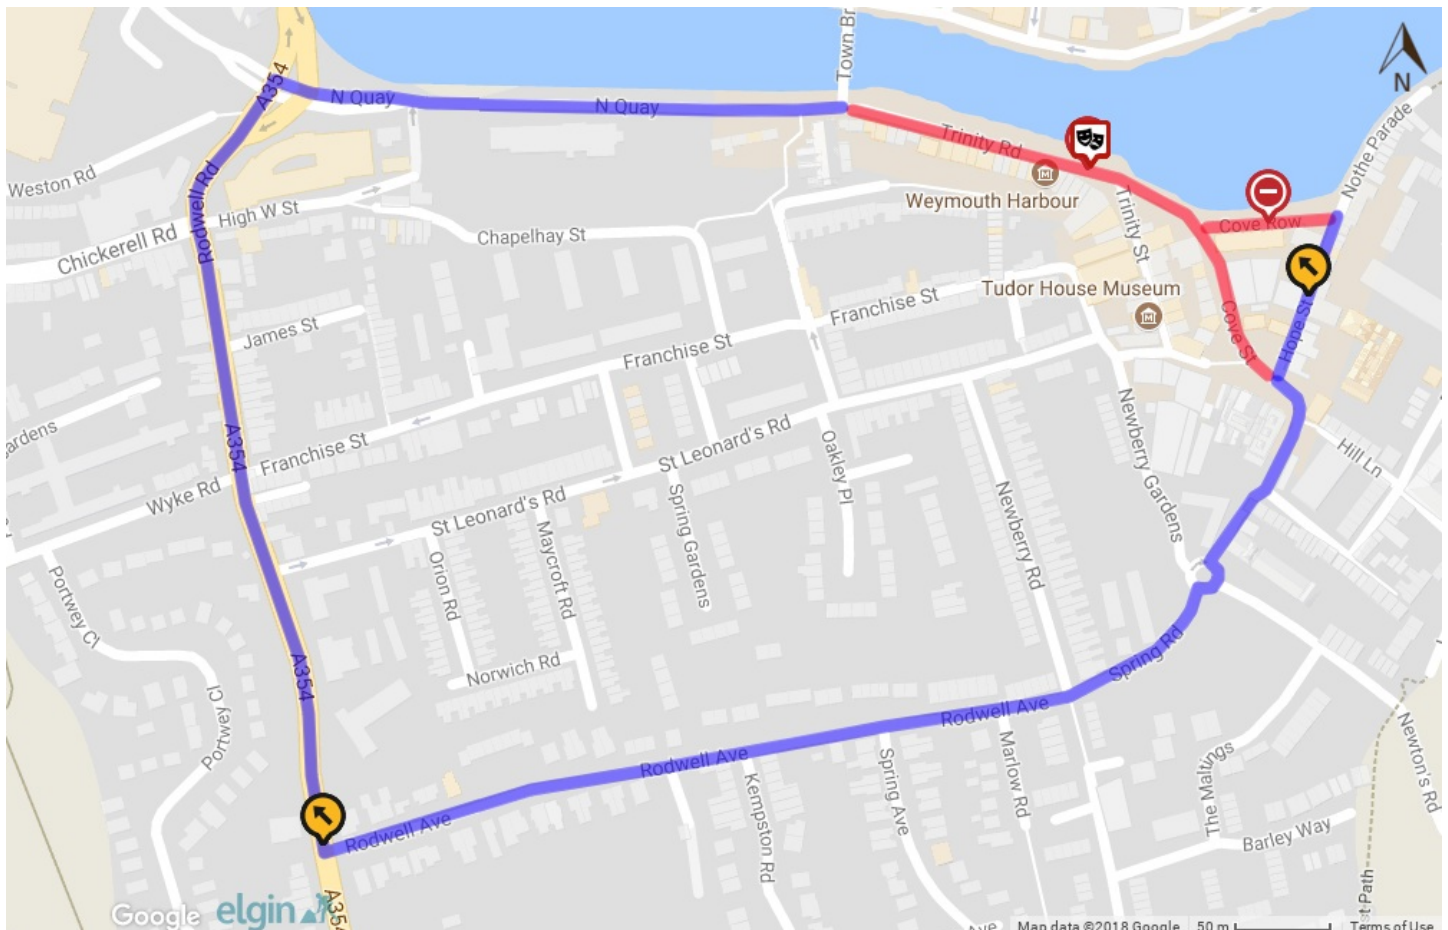 Town Br
N
A354
N Quay
N Quay
Nothe Parade
Trinity Rd
Weston Rd
Weymouth Harbour
Rodwell Rd
High W St
Trinity St
Cove Row
Chickerell Rd
Chapelhay St
Tudor House Museum
Franchise St
James St
Cove St
Hope St
Franchise St
ardens
A354
Franchise St
St Leonard's Rd
Oakley Pl
Newberry Gardens
Hill Ln
Wyke Rd
St Leonard's Rd
Spring Gardens
Newberry Rd
Maycroft Rd
Orion Rd
Portwey Cl
Norwich Rd
A354
Spring Rd
Portwey Cl
Rodwell Ave
Rodwell Ave
Newton's Rd
Marlow Rd
Spring Ave
Kempston Rd
The Maltings
Barley Way
Rodwell Ave
st Path
A354
Google elgin
Ave
Map data ©2018 Google 50 m Terms of Use